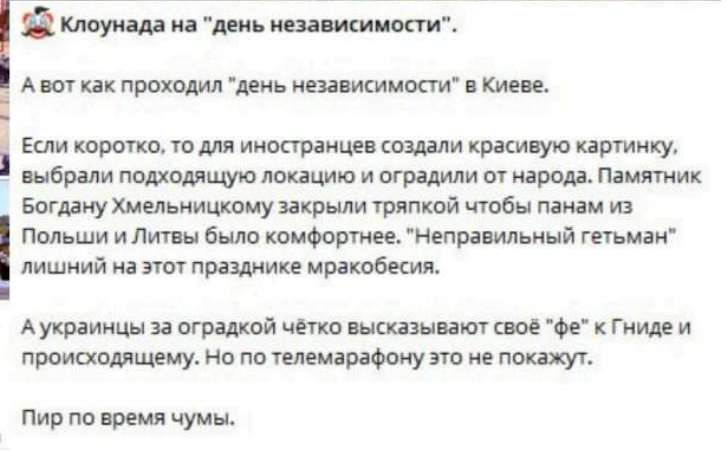 Клоунада на "день независимости".
А вот как проходил "день независимости" в Киеве.
Если коротко, то для иностранцев создали красивую картинку,
выбрали подходящую локацию и оградили от народа. Памятник
Богдану Хмельницкому закрыли тряпкой чтобы панам из
Польши и Литвы было комфортнее. "Неправильный гетьман"
лишний на этот празднике мракобесия.
А украинцы за оградкой чётко высказывают своё "фе" к Гниде и
происходящему. Но по телемарафону это не покажут.
Пир по время чумы.